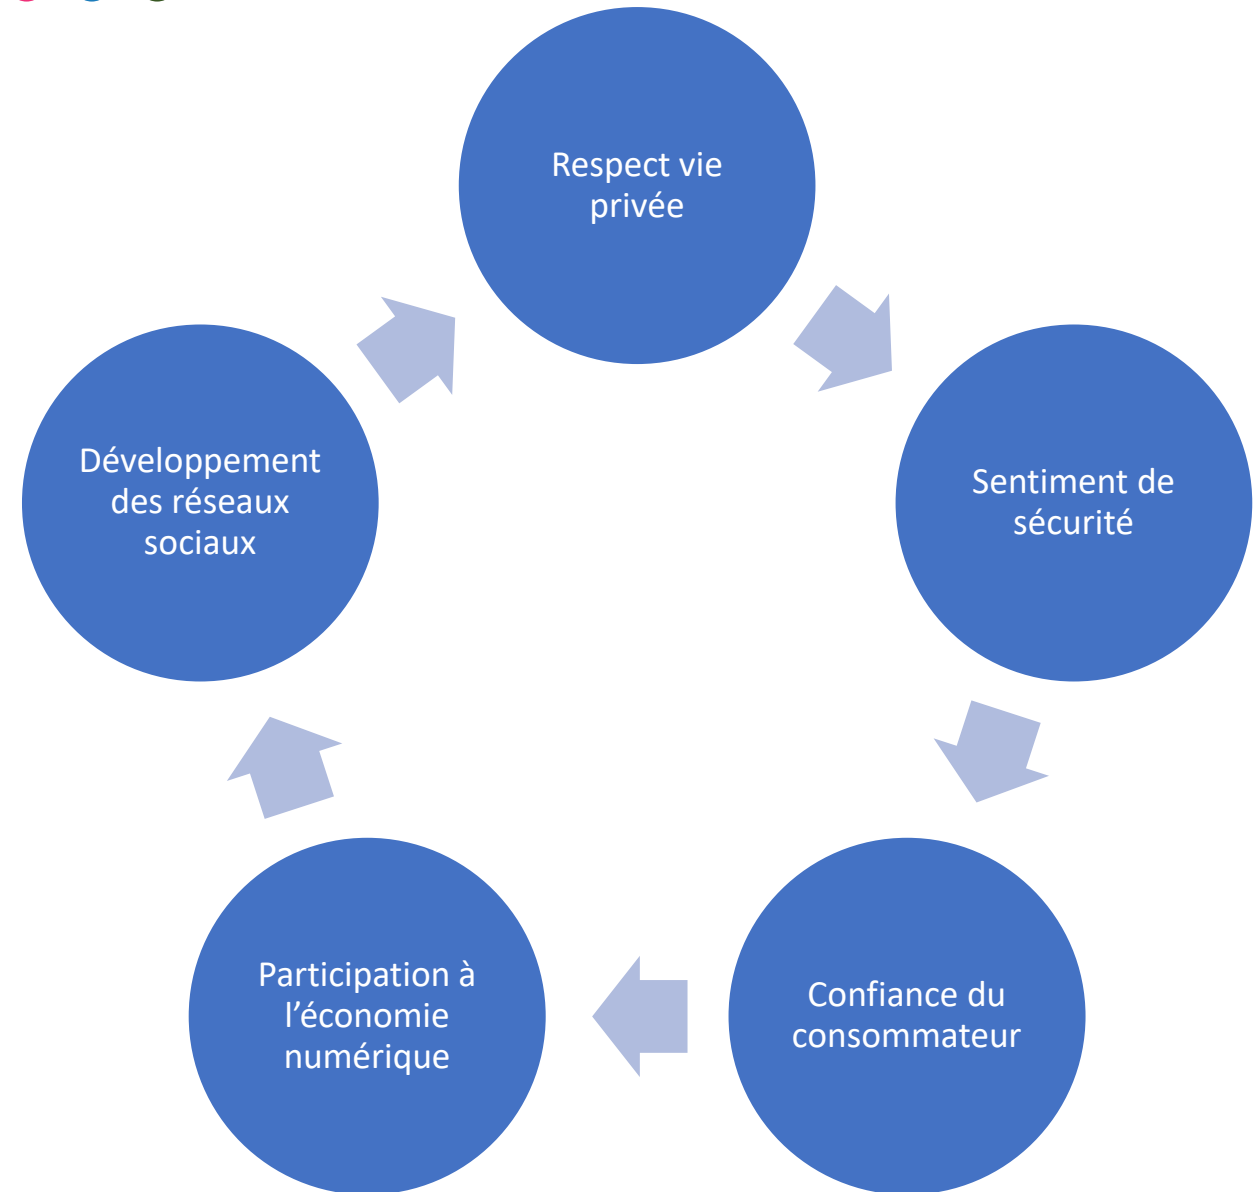 Respect vie
privée
Sentiment de
sécurité
Confiance du
consommateur
Participation à
l’économie
numérique
Développement
des réseaux
sociaux